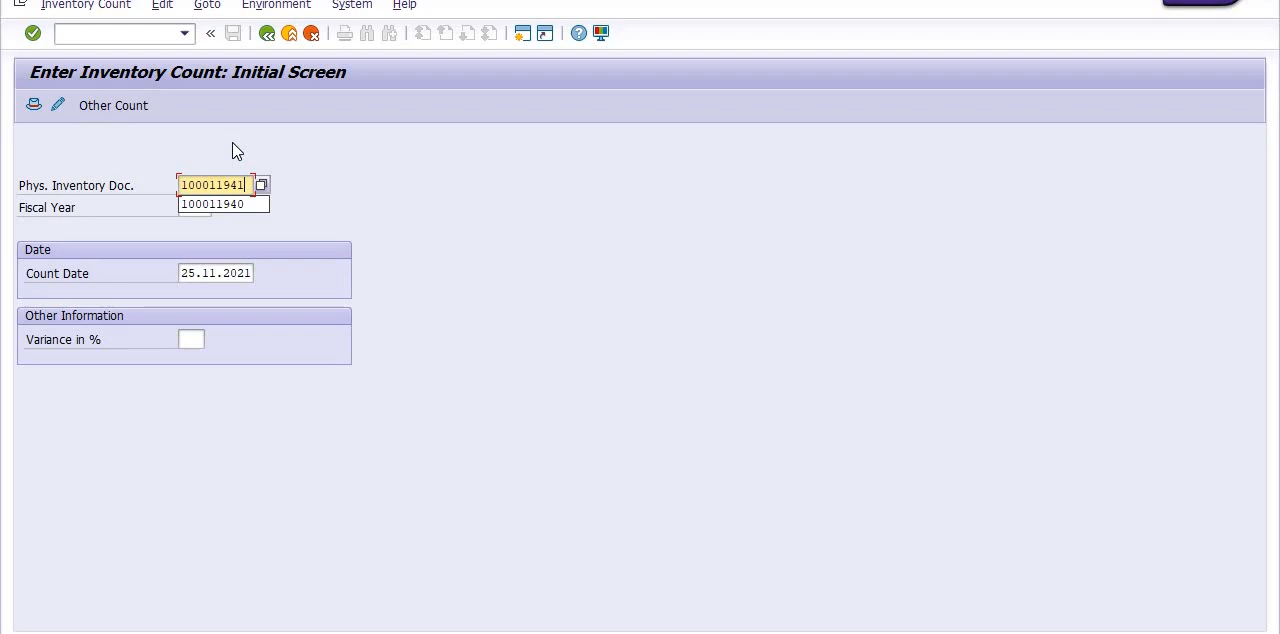 Inventory Count Edit Goto Environment System Help
Enter Inventory Count: Initial Screen
Other Count
Phys. Inventory Doc. 100011941
100011940
Fiscal Year
Date
Count Date 25.11.2021
Other Information
Variance in %